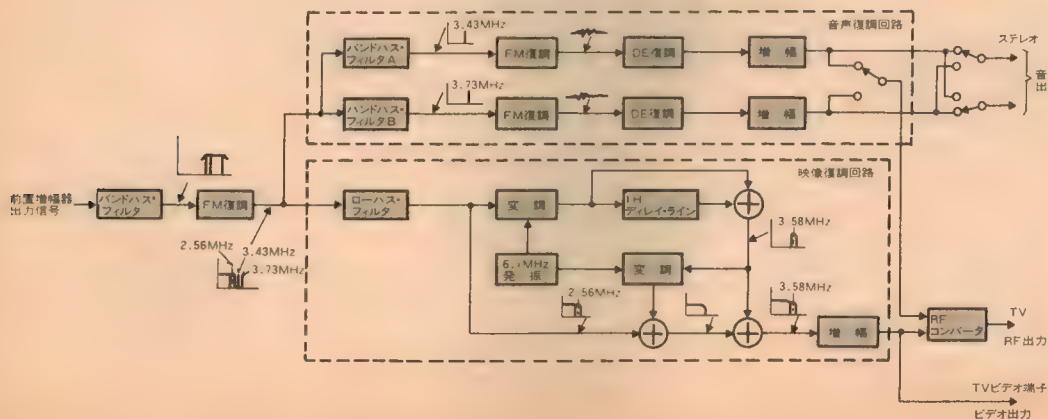 音声復調回路
3.43MHz
バンドパス・
フィルタA
FM復調
DE復調
増幅
ステレオ
音
出
3.73MHz
バンドパス・
フィルタB
FM復調
DE復調
増幅
映像復調回路
前置増幅器
出力信号
バンドパス・
フィルタ
FM復調
2.56MHz
3.43MHz
3.73MHz
ローパス・
フィルタ
変調
1H
ディレイ・ライン
3.58MHz
発振
変調
2.56MHz
3.58MHz
増幅
RF
コンバータ
TV
RF出力
TVビデオ端子
ビデオ出力